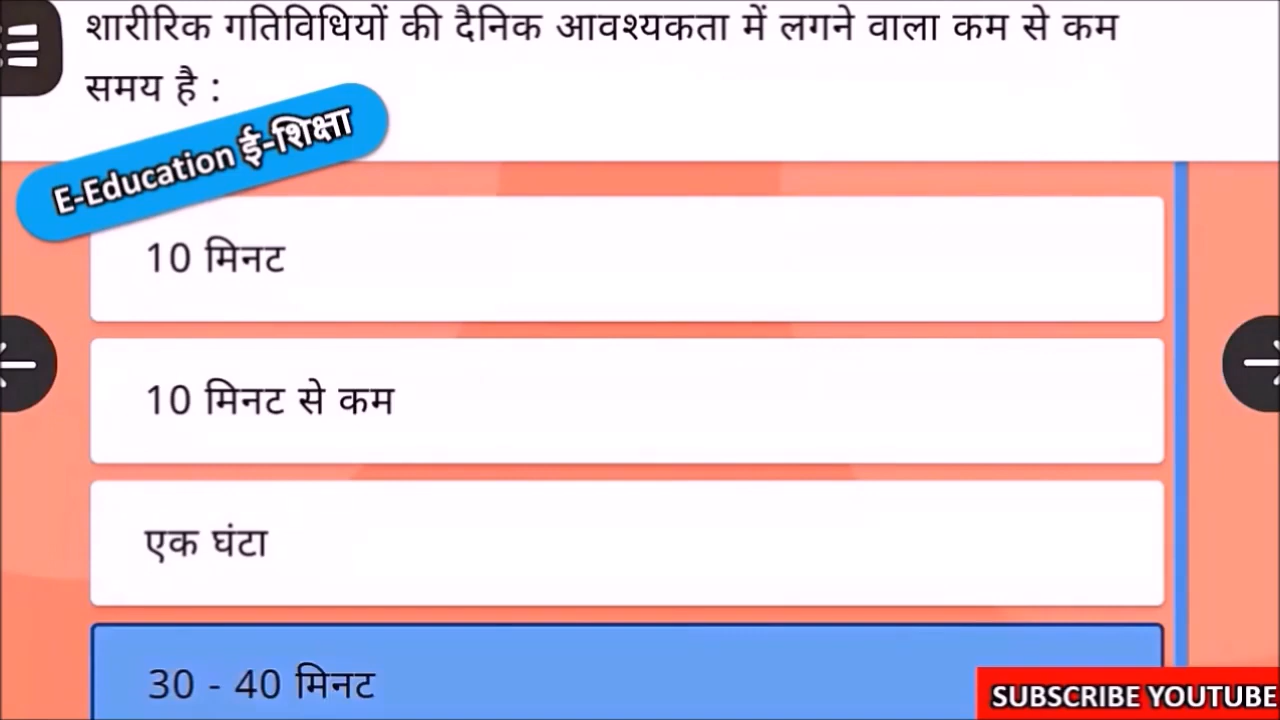 शारीरिक गतिविधियों की दैनिक आवश्यकता में लगने वाला कम से कम
समय है :
E-Education ई-शिक्षा
10 मिनट
10 मिनट से कम
एक घंटा
30 - 40 मिनट
SUBSCRIBE YOUTUBE